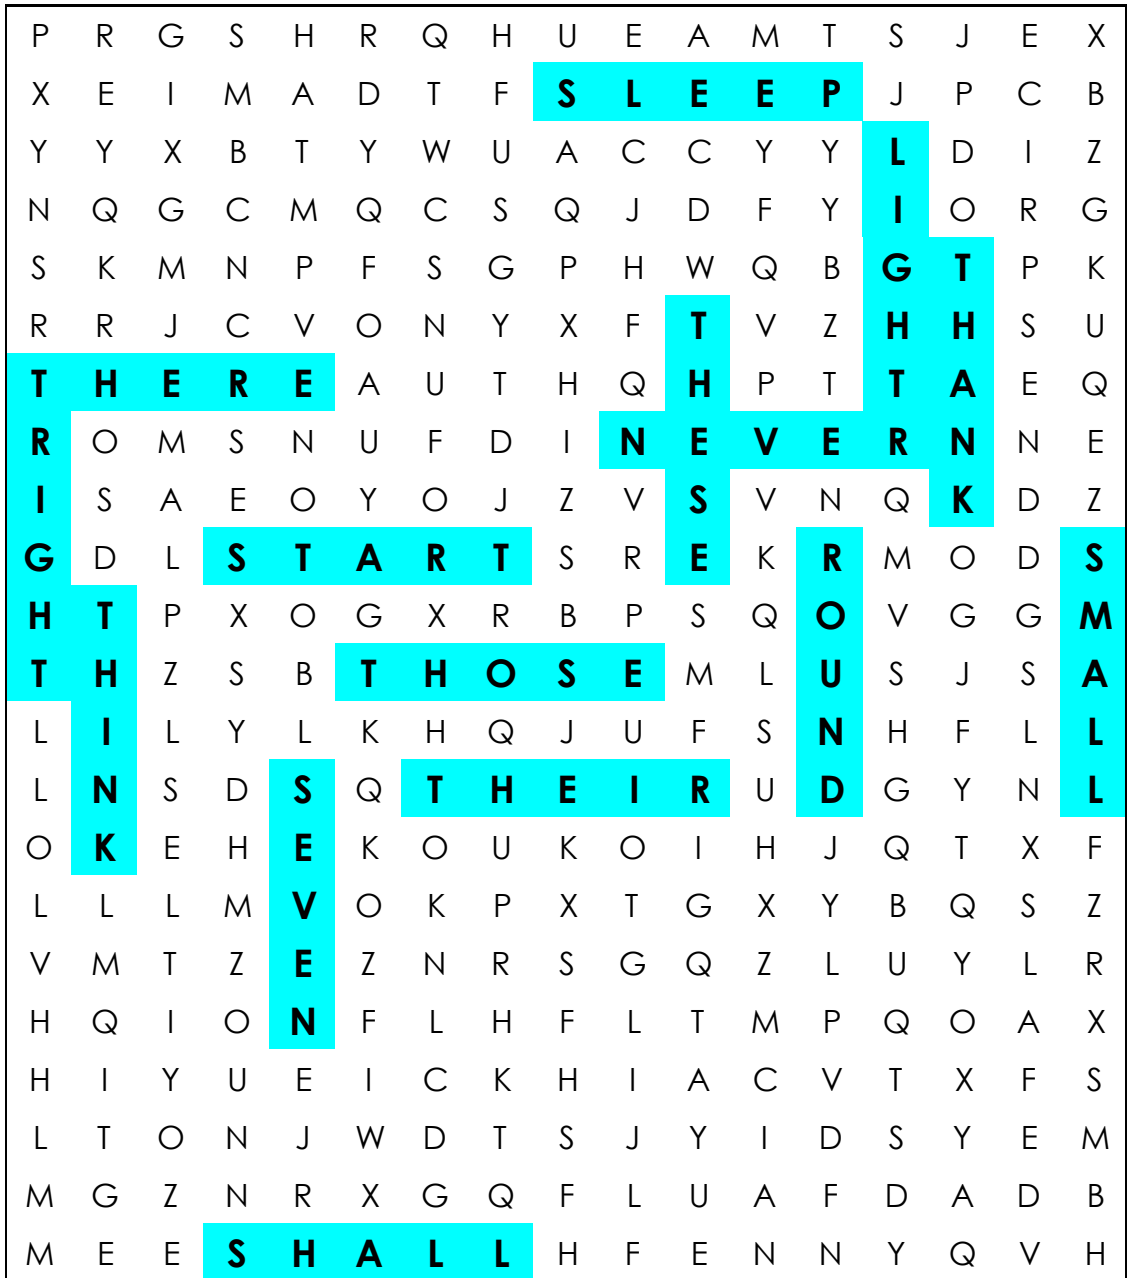 P R G S H R Q H U E A M T S J E X
X E I M A D T F S L E E P J P C B
Y Y X B T Y W U A C C Y Y L D I Z
N Q G C M Q C S Q J D F Y I O R G
S K M N P F S G P H W Q B G T P K
R R J C V O N Y X F T V Z H H S U
T H E R E A U T H Q H P T T A E Q
R O M S N U F D I N E V E R N N E
I S A E O Y O J Z V S V N Q K D Z
G D L S T A R T S R E K R M O D S
H T P X O G X R B P S Q O V G G M
T H Z S B T H O S E M L U S J S A
L I L Y L K H Q J U F S N H F L L
L N S D S Q T H E I R U D G Y N L
O K E H E K O U K O I H J Q T X F
L L L M V O K P X T G X Y B Q S Z
V M T Z E Z N R S G Q Z L U Y L R
H Q I O N F L H F L T M P Q O A X
H I Y U E I C K H I A C V T X F S
L T O N J W D T S J Y I D S Y E M
M G Z N R X G Q F L U A F D A D B
M E E S H A L L H F E N N Y Q V H